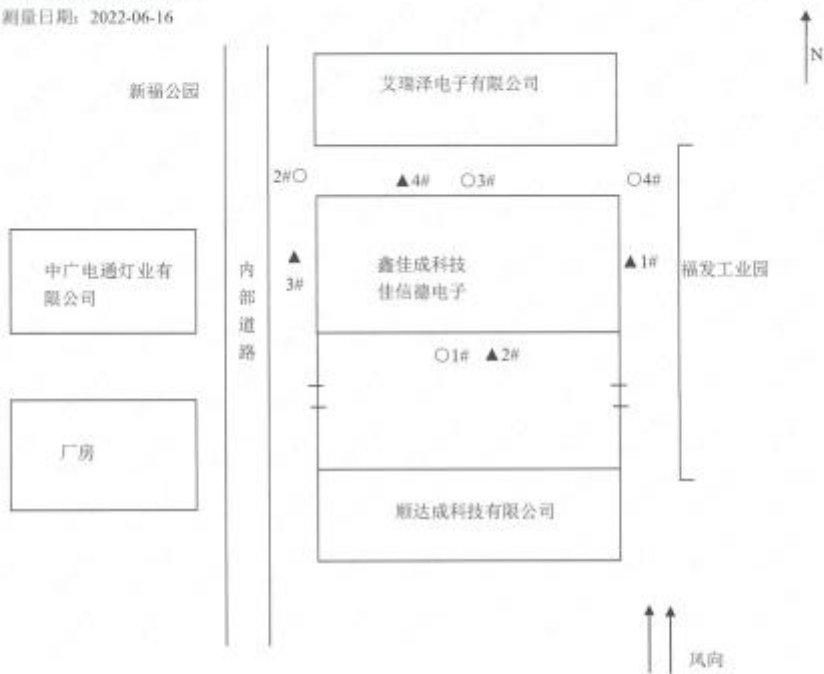 测量日期：2022-06-16
N
新福公园
艾瑞泽电子有限公司
2#○
▲4#
○3#
○4#
中广电通灯业有
限公司
内
部
道
路
▲
3#
鑫佳成科技
佳信德电子
▲1#
福发工业园
○1# ▲2#
厂房
顺达成科技有限公司
风向